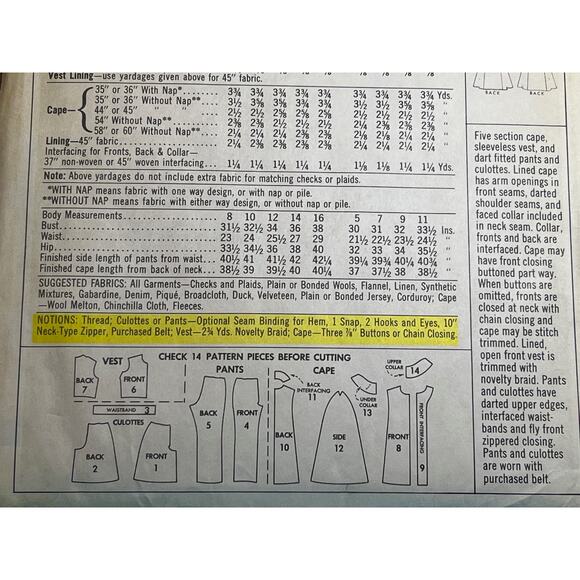 Vest Lining—use yardages given above for 45" fabric.
Cape—
35" or 36" With Nap* 3¾ 3¾ 3¾ 3¾ 3¾ 3¾ 3¾ 3¾ 3¾ Yds.
35" or 36" Without Nap** 3½ 3⅝ 3¾ 3¾ 3¾ 3½ 3½ 3⅝ 3⅝ "
44" or 45" " " 2½ 2½ 2⅝ 2⅝ 2⅝ 2½ 2½ 2⅝ 2⅝ "
54" Without Nap** 2⅜ 2⅜ 2½ 2½ 2½ 2¼ 2⅜ 2⅜ 2⅜ "
58" or 60" Without Nap** 2¼ 2¼ 2¼ 2⅜ 2⅜ 2¼ 2¼ 2¼ 2¼ "
Lining—45" fabric 2¼ 2¼ 2⅜ 2⅜ 2⅜ 2¼ 2⅛ 2¼ 2¼ "
Interfacing for Fronts, Back & Collar—
37" non-woven or 45" woven interfacing 1¼ 1¼ 1¼ 1¼ 1¼ 1⅛ 1⅛ 1¼ 1¼ Yds.
Note: Above yardages do not include extra fabric for matching checks or plaids.
*WITH NAP means fabric with one way design, or with nap or pile.
**WITHOUT NAP means fabric with either way design, or without nap or pile.
Body Measurements 8 10 12 14 16 5 7 9 11
Bust 31½ 32½ 34 36 38 30 31 32 33½ Ins.
Waist 23 24 25½ 27 29 21½ 22½ 23½ 24½ "
Hip 33½ 34½ 36 38 40 32 33 34 35½ "
Finished side length of pants from waist 40½ 41 41½ 42 42¼ 39¼ 39¾ 40¼ 40¾ "
Finished cape length from back of neck 38½ 39 39½ 40 40¼ 37 37½ 38 38½ "
SUGGESTED FABRICS: All Garments—Checks and Plaids, Plain or Bonded Wools, Flannel, Linen, Synthetic
Mixtures, Gabardine, Denim, Piqué, Broadcloth, Duck, Velveteen, Plain or Bonded Jersey, Corduroy; Cape
—Wool Melton, Chinchilla Cloth, Fleeces.
NOTIONS: Thread; Culottes or Pants—Optional Seam Binding for Hem, 1 Snap, 2 Hooks and Eyes, 10"
Neck-Type Zipper, Purchased Belt; Vest—2¾ Yds. Novelty Braid; Cape—Three ⅞" Buttons or Chain Closing.
CHECK 14 PATTERN PIECES BEFORE CUTTING
VEST
BACK
7
FRONT
6
WAISTBAND 3
CULOTTES
BACK
2
FRONT
1
PANTS
BACK
5
FRONT
4
CAPE
BACK
INTERFACING
11
BACK
10
SIDE
12
UPPER
COLLAR
14
UNDER
COLLAR
13
FRONT
8
FRONT INTERFACING
9
BACK
BACK
Five section cape,
sleeveless vest, and
dart fitted pants and
culottes. Lined cape
has arm openings in
front seams, darted
shoulder seams, and
faced collar included
in neck seam. Collar,
fronts and back are
interfaced. Cape may
have front closing
buttoned part way.
When buttons are
omitted, fronts are
closed at neck with
chain closing and
cape may be stitch
trimmed. Lined,
open front vest is
trimmed with
novelty braid. Pants
and culottes have
darted upper edges,
interfaced waist-
bands and fly front
zippered closing.
Pants and culottes
are worn with
purchased belt.